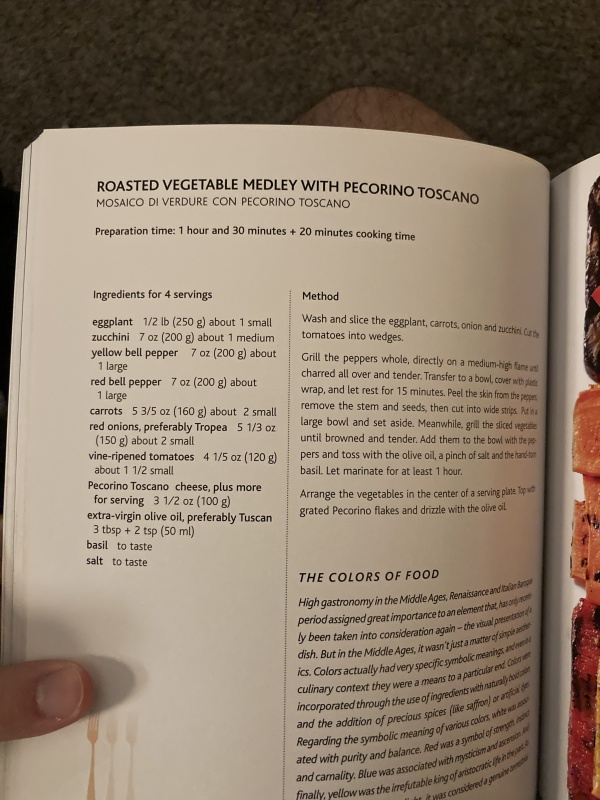 ROASTED VEGETABLE MEDLEY WITH PECORINO TOSCANO
MOSAICO DI VERDURE CON PECORINO TOSCANO
Preparation time: 1 hour and 30 minutes + 20 minutes cooking time
Ingredients for 4 servings
eggplant 1/2 lb (250 g) about 1 small
zucchini 7 oz (200 g) about 1 medium
yellow bell pepper 7 oz (200 g) about
1 large
red bell pepper 7 oz (200 g) about
1 large
carrots 5 3/5 oz (160 g) about 2 small
red onions, preferably Tropea 5 1/3 oz
(150 g) about 2 small
vine-ripened tomatoes 4 1/5 oz (120 g)
about 1 1/2 small
Pecorino Toscano cheese, plus more
for serving 3 1/2 oz (100 g)
extra-virgin olive oil, preferably Tuscan
3 tbsp + 2 tsp (50 ml)
basil to taste
salt to taste
Method
Wash and slice the eggplant, carrots, onion and zucchini. Cut the
tomatoes into wedges.
Grill the peppers whole, directly on a medium-high flame until
charred all over and tender. Transfer to a bowl, cover with plastic
wrap, and let rest for 15 minutes. Peel the skin from the peppers,
remove the stem and seeds, then cut into wide strips. Put in a
large bowl and set aside. Meanwhile, grill the sliced vegetables
until browned and tender. Add them to the bowl with the pep-
pers and toss with the olive oil, a pinch of salt and the hand-torn
basil. Let marinate for at least 1 hour.
Arrange the vegetables in the center of a serving plate. Top with
grated Pecorino flakes and drizzle with the olive oil.
THE COLORS OF FOOD
High gastronomy in the Middle Ages, Renaissance and Italian Baroque
period assigned great importance to an element that, has only recent-
ly been taken into consideration again – the visual presentation of a
dish. But in the Middle Ages, it wasn't just a matter of simple aesthet-
ics. Colors actually had very specific symbolic meanings, and even in a
culinary context they were a means to a particular end. Colors were
incorporated through the use of ingredients with naturally bold colors
and the addition of precious spices (like saffron) or artificial dyes.
Regarding the symbolic meaning of various colors, white was associ-
ated with purity and balance. Red was a symbol of strength,
and carnality. Blue was associated with mysticism and ascension. And
finally, yellow was the irrefutable king of aristocratic life in the past. In
light, it was considered a genuine